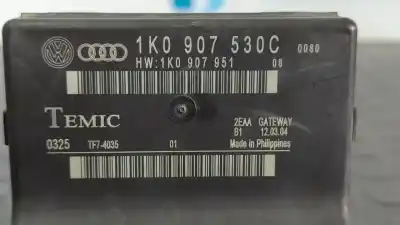 1K0 907 530C 0080
HW:1K0 907 951 08
TEMIC
2EAA GATEWAY
B1 12.03.04
0325 TF7-4035 01 Made in Philippines